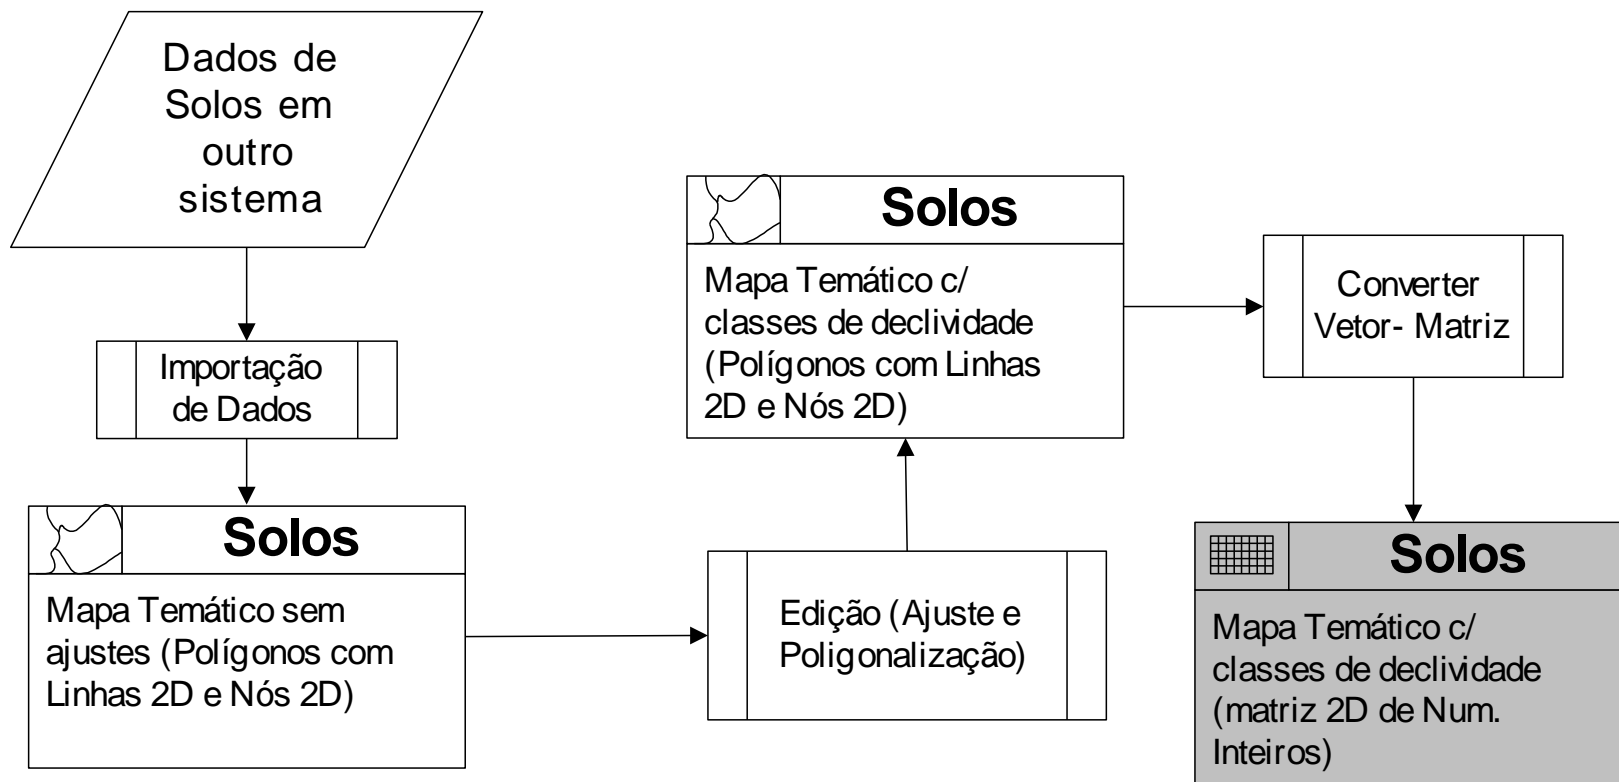 Dados de
Solos em
outro
sistema
Importação
de Dados
Solos
Mapa Temático sem
ajustes (Polígonos com
Linhas 2D e Nós 2D)
Edição (Ajuste e
Poligonalização)
Solos
Mapa Temático c/
classes de declividade
(Polígonos com Linhas
2D e Nós 2D)
Converter
Vetor- Matriz
Solos
Mapa Temático c/
classes de declividade
(matriz 2D de Num.
Inteiros)